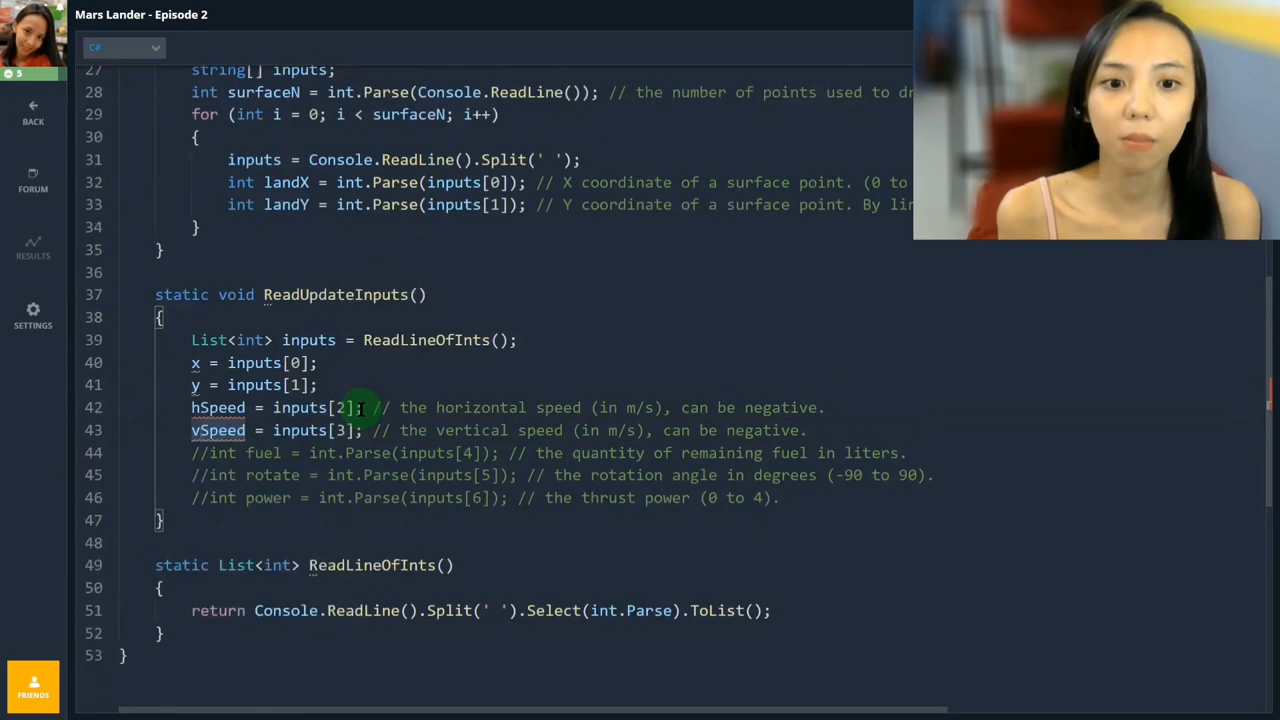 Mars Lander - Episode 2
C#
5
BACK
FORUM
RESULTS
SETTINGS
FRIENDS
27 string[] inputs;
28 int surfaceN = int.Parse(Console.ReadLine()); // the number of points used to
29 for (int i = 0; i < surfaceN; i++)
30 {
31 inputs = Console.ReadLine().Split(' ');
32 int landX = int.Parse(inputs[0]); // X coordinate of a surface point. (0 to
33 int landY = int.Parse(inputs[1]); // Y coordinate of a surface point. By
34 }
35 }
36
37 static void ReadUpdateInputs()
38 {
39 List<int> inputs = ReadLineOfInts();
40 x = inputs[0];
41 y = inputs[1];
42 hSpeed = inputs[2]; // the horizontal speed (in m/s), can be negative.
43 vSpeed = inputs[3]; // the vertical speed (in m/s), can be negative.
44 //int fuel = int.Parse(inputs[4]); // the quantity of remaining fuel in liters.
45 //int rotate = int.Parse(inputs[5]); // the rotation angle in degrees (-90 to 90).
46 //int power = int.Parse(inputs[6]); // the thrust power (0 to 4).
47 }
48
49 static List<int> ReadLineOfInts()
50 {
51 return Console.ReadLine().Split(' ').Select(int.Parse).ToList();
52 }
53 }